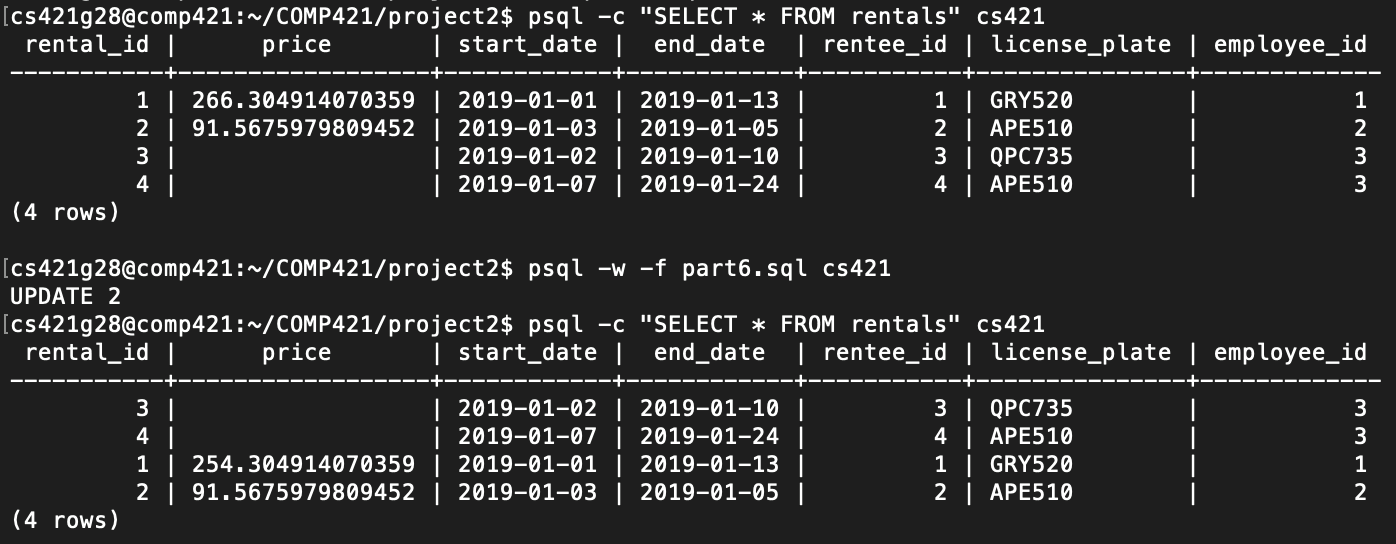 [cs421g28@comp421:~/COMP421/project2$ psql -c "SELECT * FROM rentals" cs421
 rental_id |      price       | start_date |  end_date  | rentee_id | license_plate | employee_id
-----------+------------------+------------+------------+-----------+---------------+-------------
         1 | 266.304914070359 | 2019-01-01 | 2019-01-13 |         1 | GRY520        |           1
         2 | 91.5675979809452 | 2019-01-03 | 2019-01-05 |         2 | APE510        |           2
         3 |                  | 2019-01-02 | 2019-01-10 |         3 | QPC735        |           3
         4 |                  | 2019-01-07 | 2019-01-24 |         4 | APE510        |           3
(4 rows)
[cs421g28@comp421:~/COMP421/project2$ psql -w -f part6.sql cs421
UPDATE 2
[cs421g28@comp421:~/COMP421/project2$ psql -c "SELECT * FROM rentals" cs421
 rental_id |      price       | start_date |  end_date  | rentee_id | license_plate | employee_id
-----------+------------------+------------+------------+-----------+---------------+-------------
         3 |                  | 2019-01-02 | 2019-01-10 |         3 | QPC735        |           3
         4 |                  | 2019-01-07 | 2019-01-24 |         4 | APE510        |           3
         1 | 254.304914070359 | 2019-01-01 | 2019-01-13 |         1 | GRY520        |           1
         2 | 91.5675979809452 | 2019-01-03 | 2019-01-05 |         2 | APE510        |           2
(4 rows)